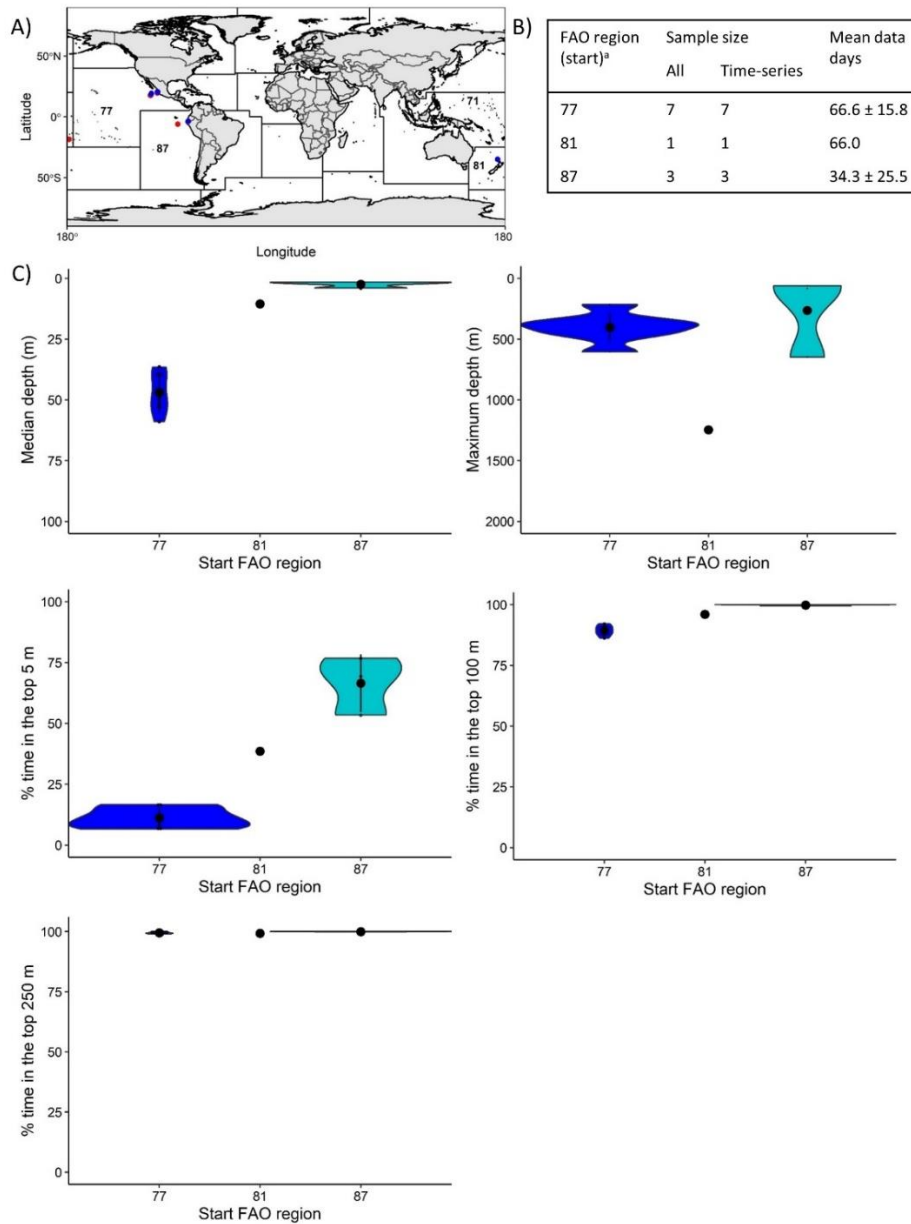 A)
50°N
0°
50°S
Latitude
77
87
71
81
180°
180
Longitude
B)
FAO region (start)ᵃ Sample size Mean data days
All Time-series
77 7 7 66.6 ± 15.8
81 1 1 66.0
87 3 3 34.3 ± 25.5
C)
Median depth (m)
0
25
50
75
100
77 81 87
Start FAO region
Maximum depth (m)
0
500
1000
1500
2000
77 81 87
Start FAO region
% time in the top 5 m
100
75
50
25
0
77 81 87
Start FAO region
% time in the top 100 m
100
75
50
25
0
77 81 87
Start FAO region
% time in the top 250 m
100
75
50
25
0
77 81 87
Start FAO region